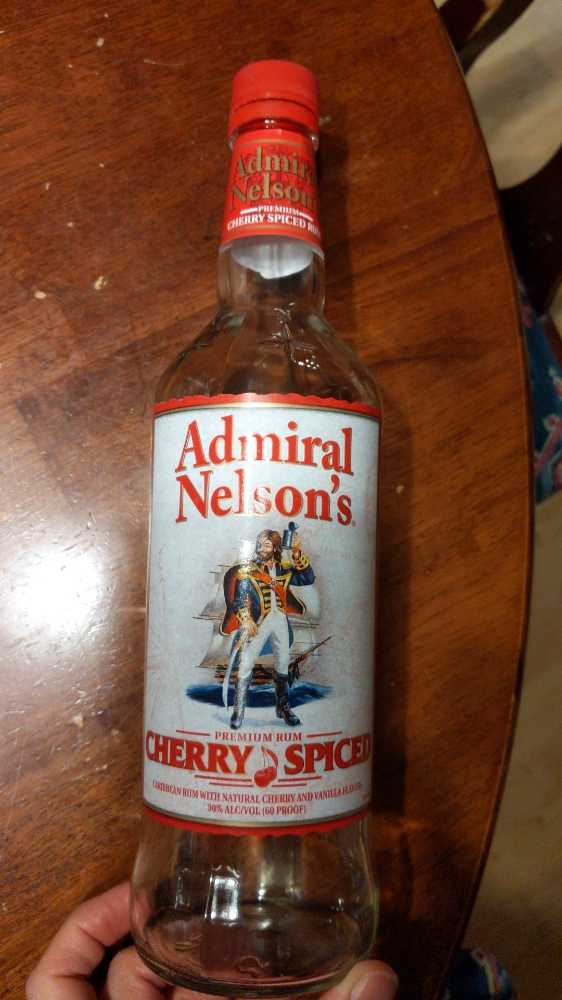 Admiral
Nelson
PREMIUM
CHERRY SPICED
Admiral
Nelson's
PREMIUM RUM
CHERRY SPICED
CARIBBEAN RUM WITH NATURAL CHERRY AND VANILLA FLAVORS
30% ALC/VOL (60 PROOF)